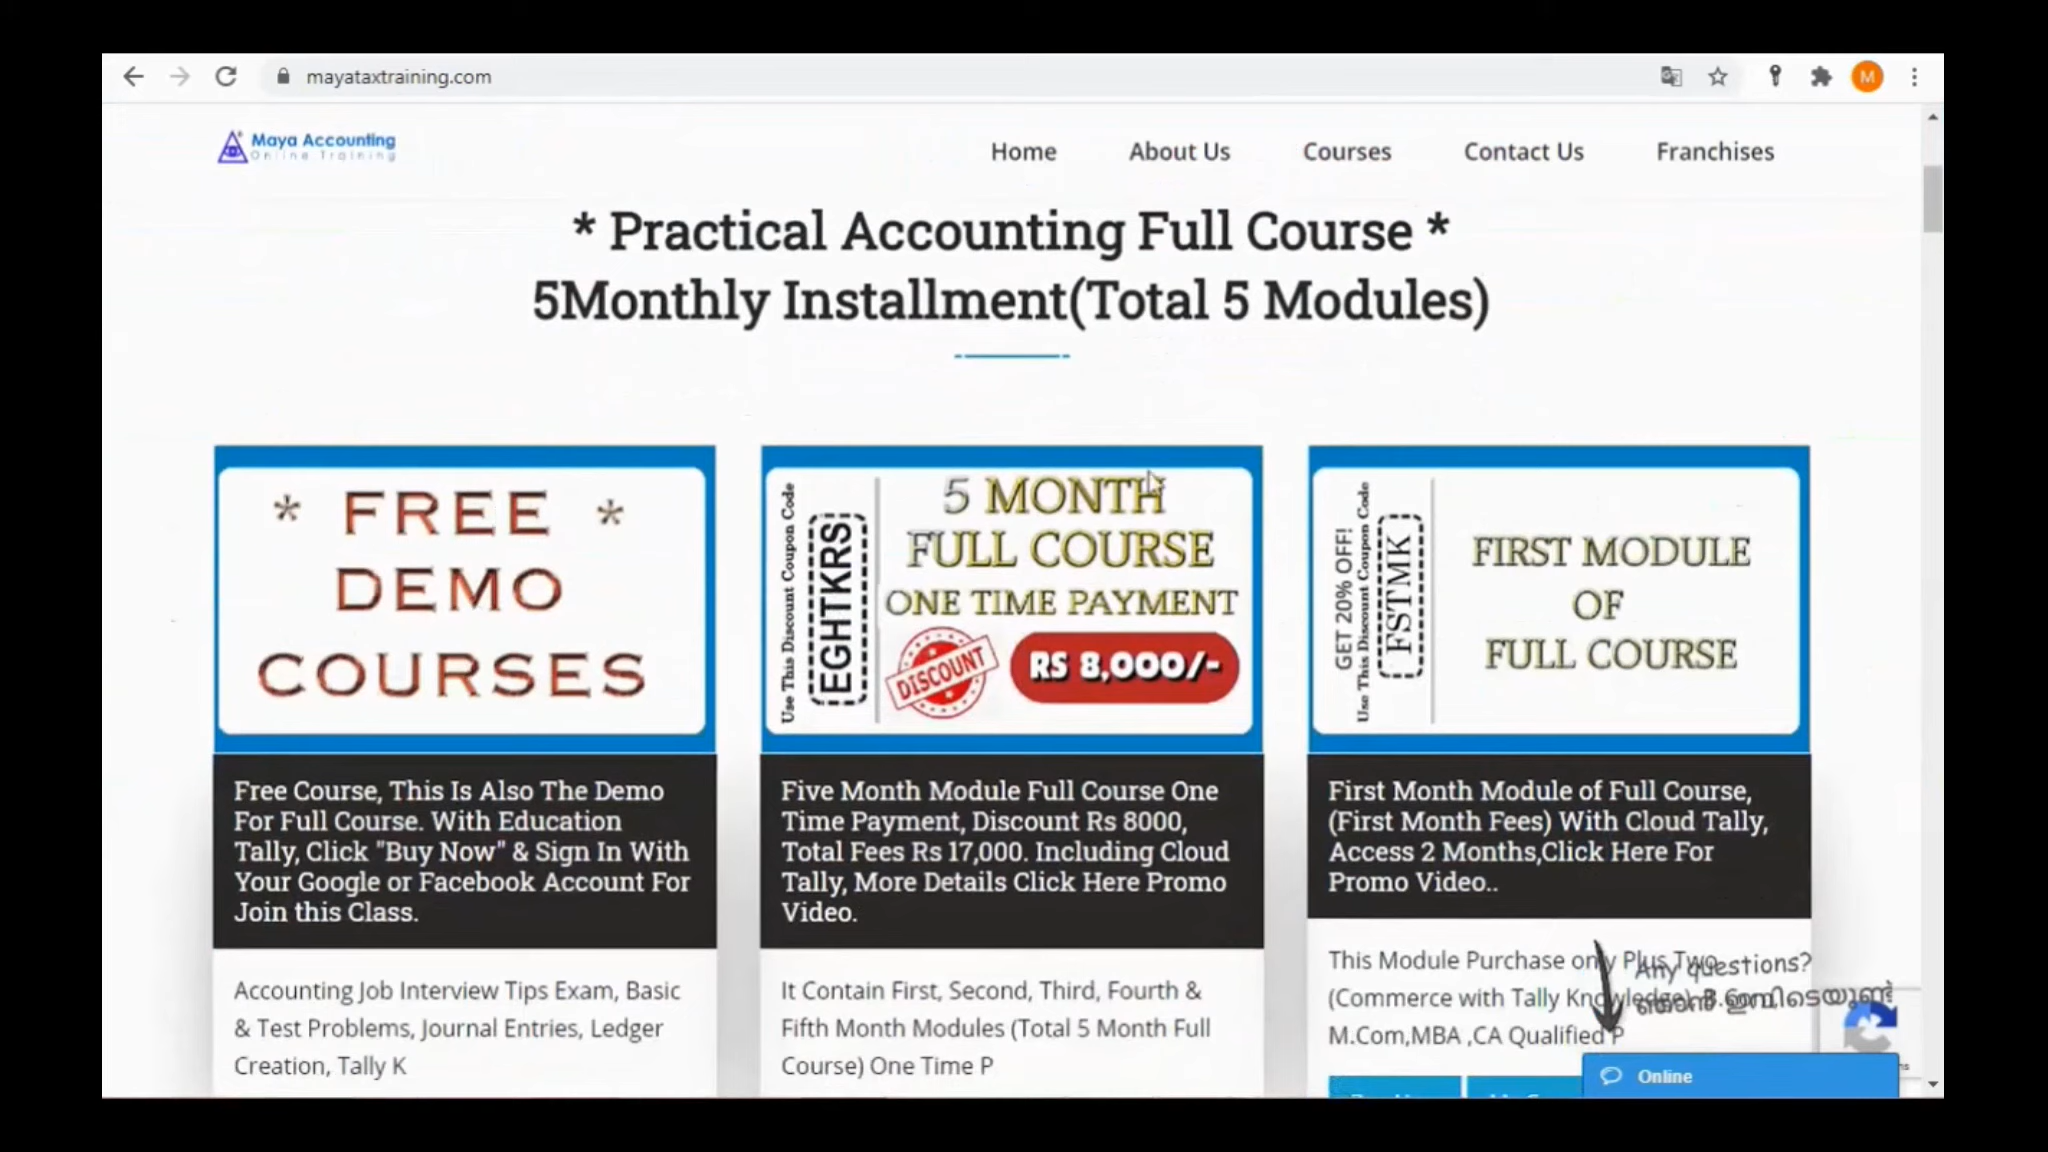 mayataxtraining.com
M
Maya Accounting
Online Training
Home
About Us
Courses
Contact Us
Franchises
* Practical Accounting Full Course *
5Monthly Installment(Total 5 Modules)
* FREE *
DEMO
COURSES
Free Course, This Is Also The Demo
For Full Course. With Education
Tally, Click "Buy Now" & Sign In With
Your Google or Facebook Account For
Join this Class.
Accounting Job Interview Tips Exam, Basic
& Test Problems, Journal Entries, Ledger
Creation, Tally K
Use This Discount Coupon Code
EGHTKRS
5 MONTH
FULL COURSE
ONE TIME PAYMENT
DISCOUNT
RS 8,000/-
Five Month Module Full Course One
Time Payment, Discount Rs 8000,
Total Fees Rs 17,000. Including Cloud
Tally, More Details Click Here Promo
Video.
It Contain First, Second, Third, Fourth &
Fifth Month Modules (Total 5 Month Full
Course) One Time P
GET 20% OFF!
Use This Discount Coupon Code
FSTMK
FIRST MODULE
OF
FULL COURSE
First Month Module of Full Course,
(First Month Fees) With Cloud Tally,
Access 2 Months,Click Here For
Promo Video..
This Module Purchase only Plus Two
(Commerce with Tally Knowledge), B.Com,
M.Com,MBA ,CA Qualified P
Any questions?
Online